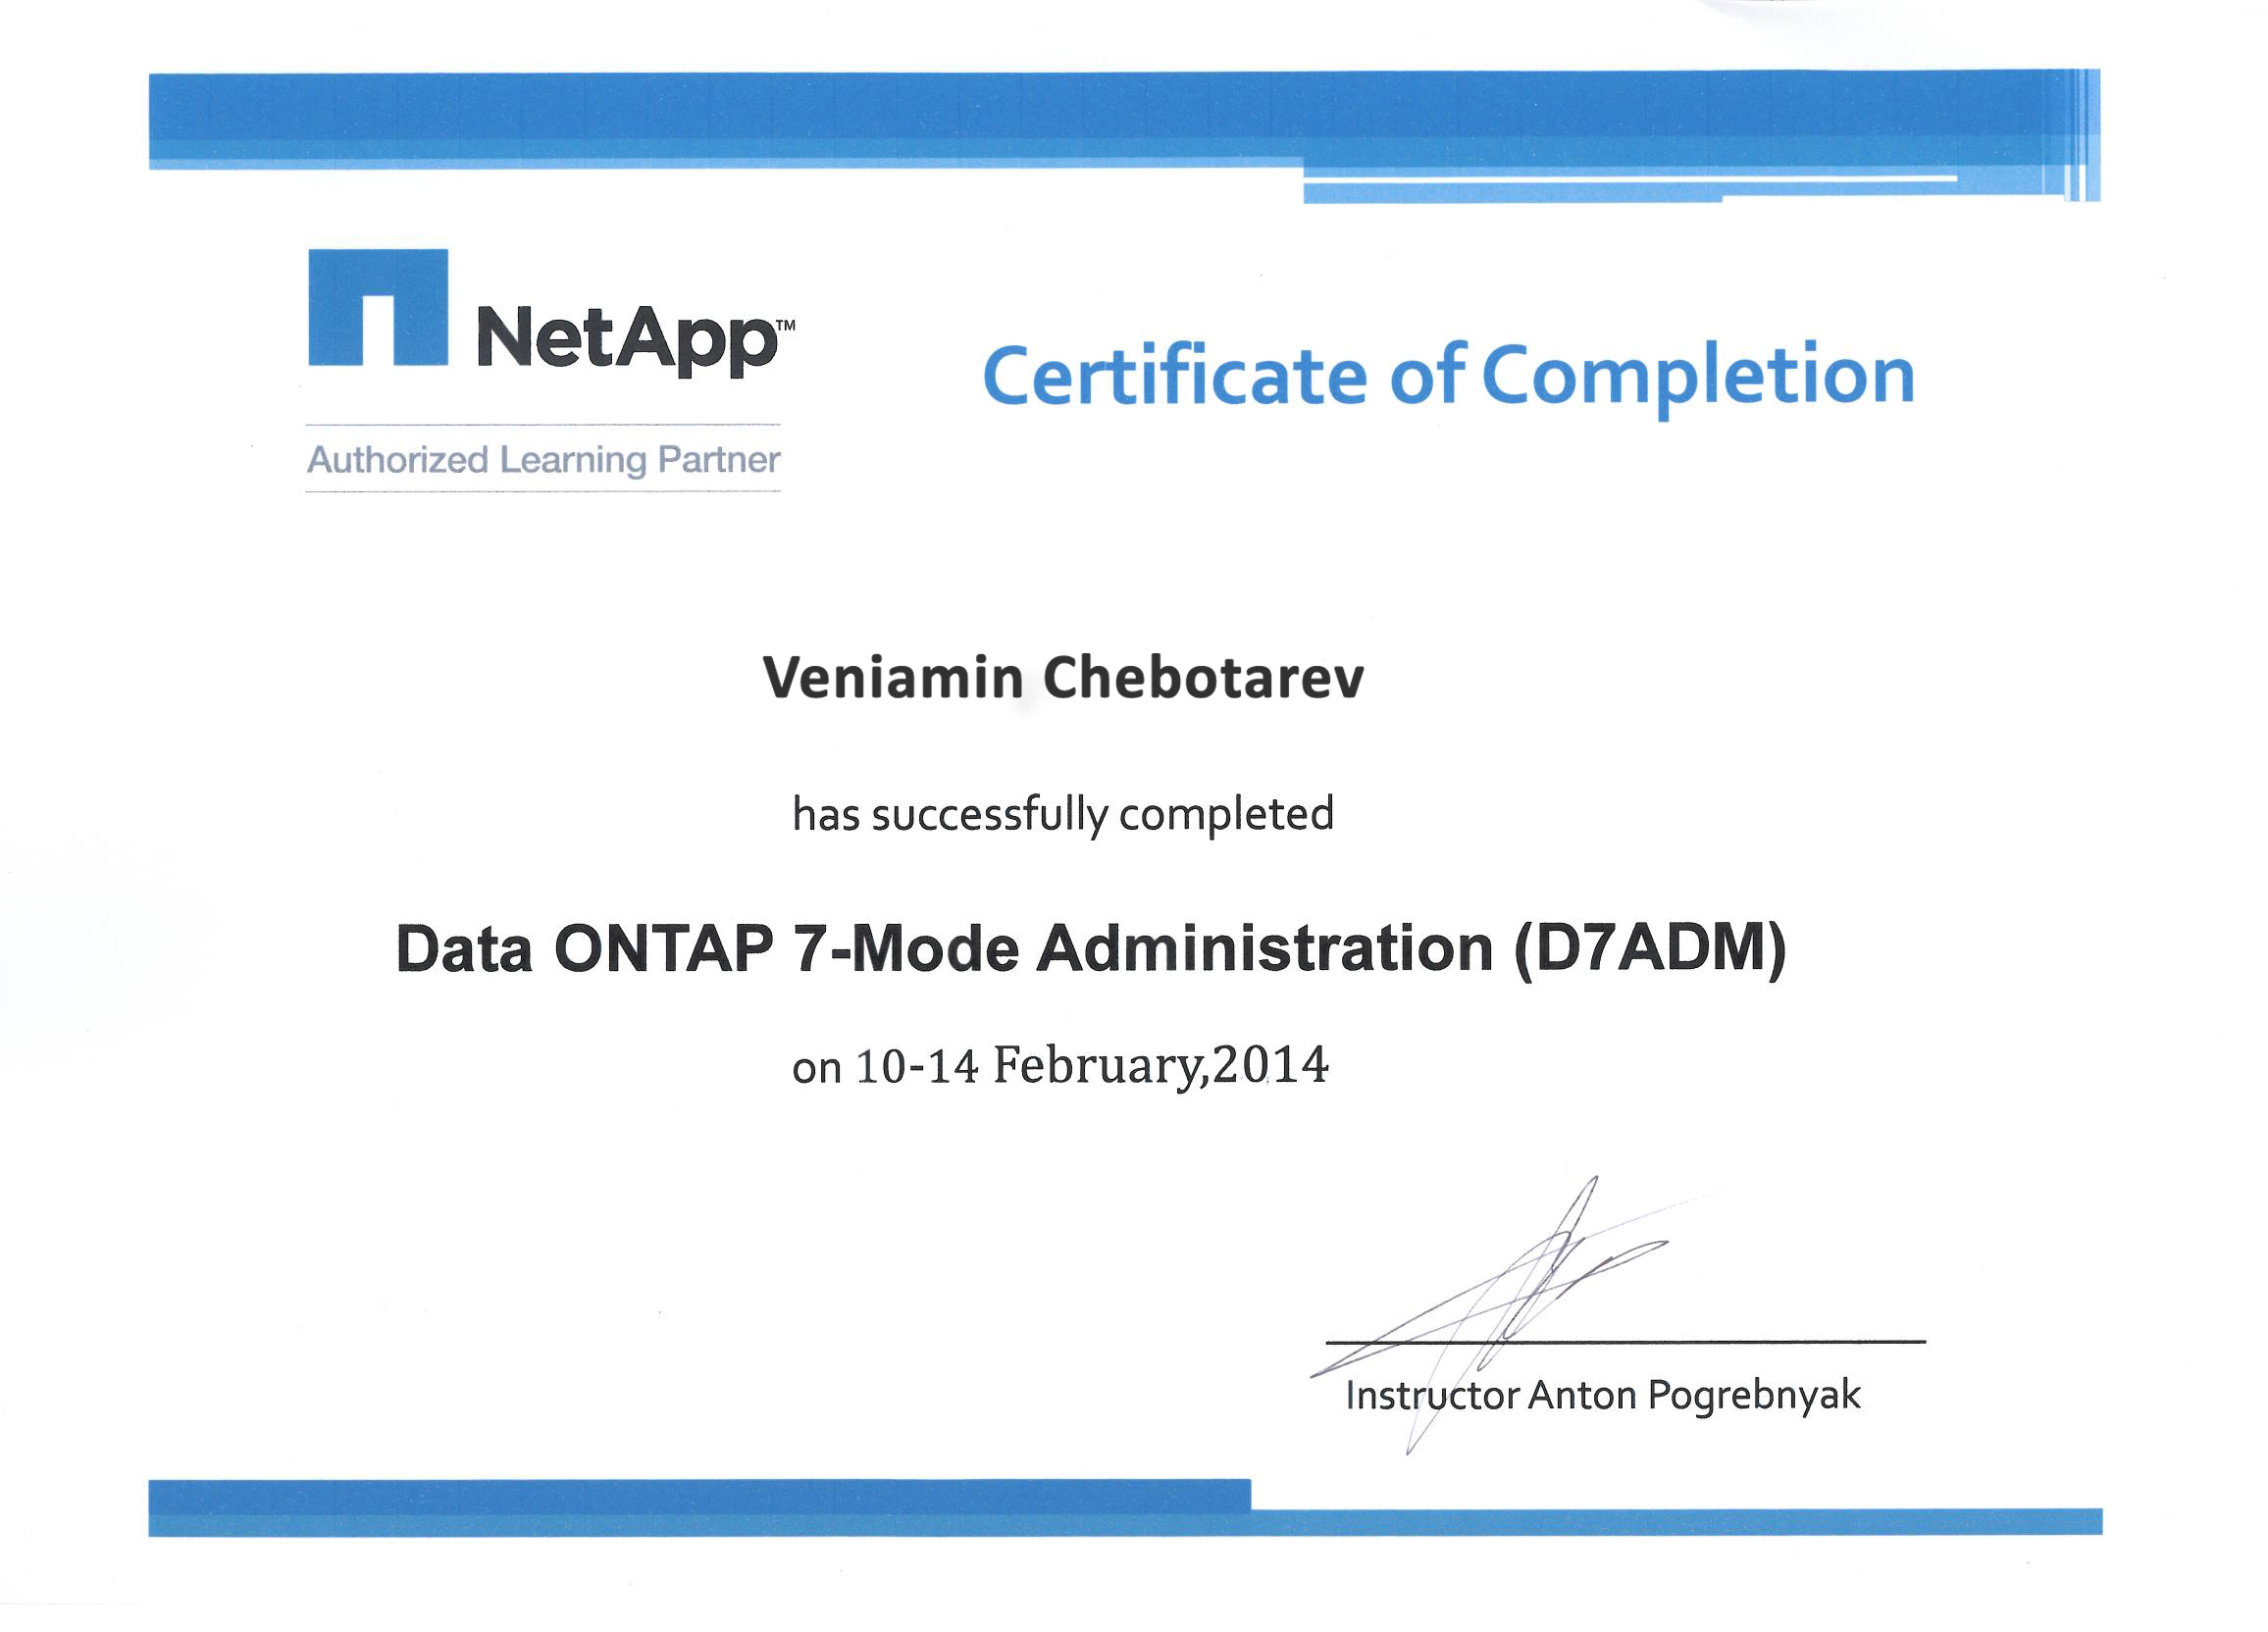 NetApp™
Certificate of Completion
Authorized Learning Partner
Veniamin Chebotarev
has successfully completed
Data ONTAP 7-Mode Administration (D7ADM)
on 10-14 February,2014
Instructor Anton Pogrebnyak